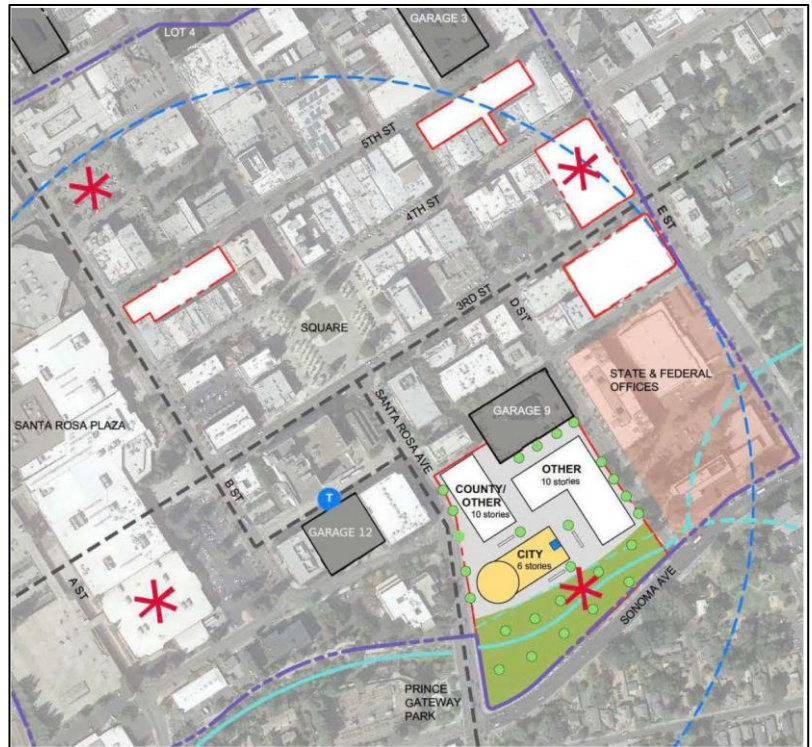 LOT 4
GARAGE 3
5TH ST
4TH ST
E ST
3RD ST
D ST
SQUARE
STATE & FEDERAL
OFFICES
SANTA ROSA PLAZA
SANTA ROSA AVE
GARAGE 9
B ST
T
GARAGE 12
COUNTY/
OTHER
10 stories
OTHER
10 stories
CITY
6 stories
A ST
SONOMA AVE
PRINCE
GATEWAY
PARK